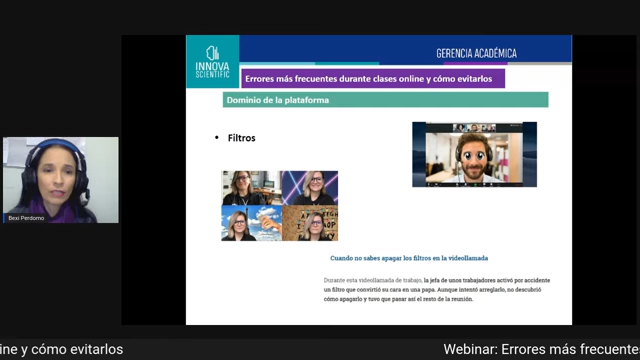 INNOVA
SCIENTIFIC
GERENCIA ACADÉMICA
Errores más frecuentes durante clases online y cómo evitarlos
Dominio de la plataforma
• Filtros
Cuando no sabes apagar los filtros en la videollamada
Durante esta videollamada de trabajo, la jefa de unos trabajadores activó por accidente
un filtro que convirtió su cara en una papa. Aunque intentó arreglarlo, no descubrió
cómo apagarlo y tuvo que pasar así el resto de la reunión.
Bexi Perdomo
ine y cómo evitarlos
Webinar: Errores más frecuente